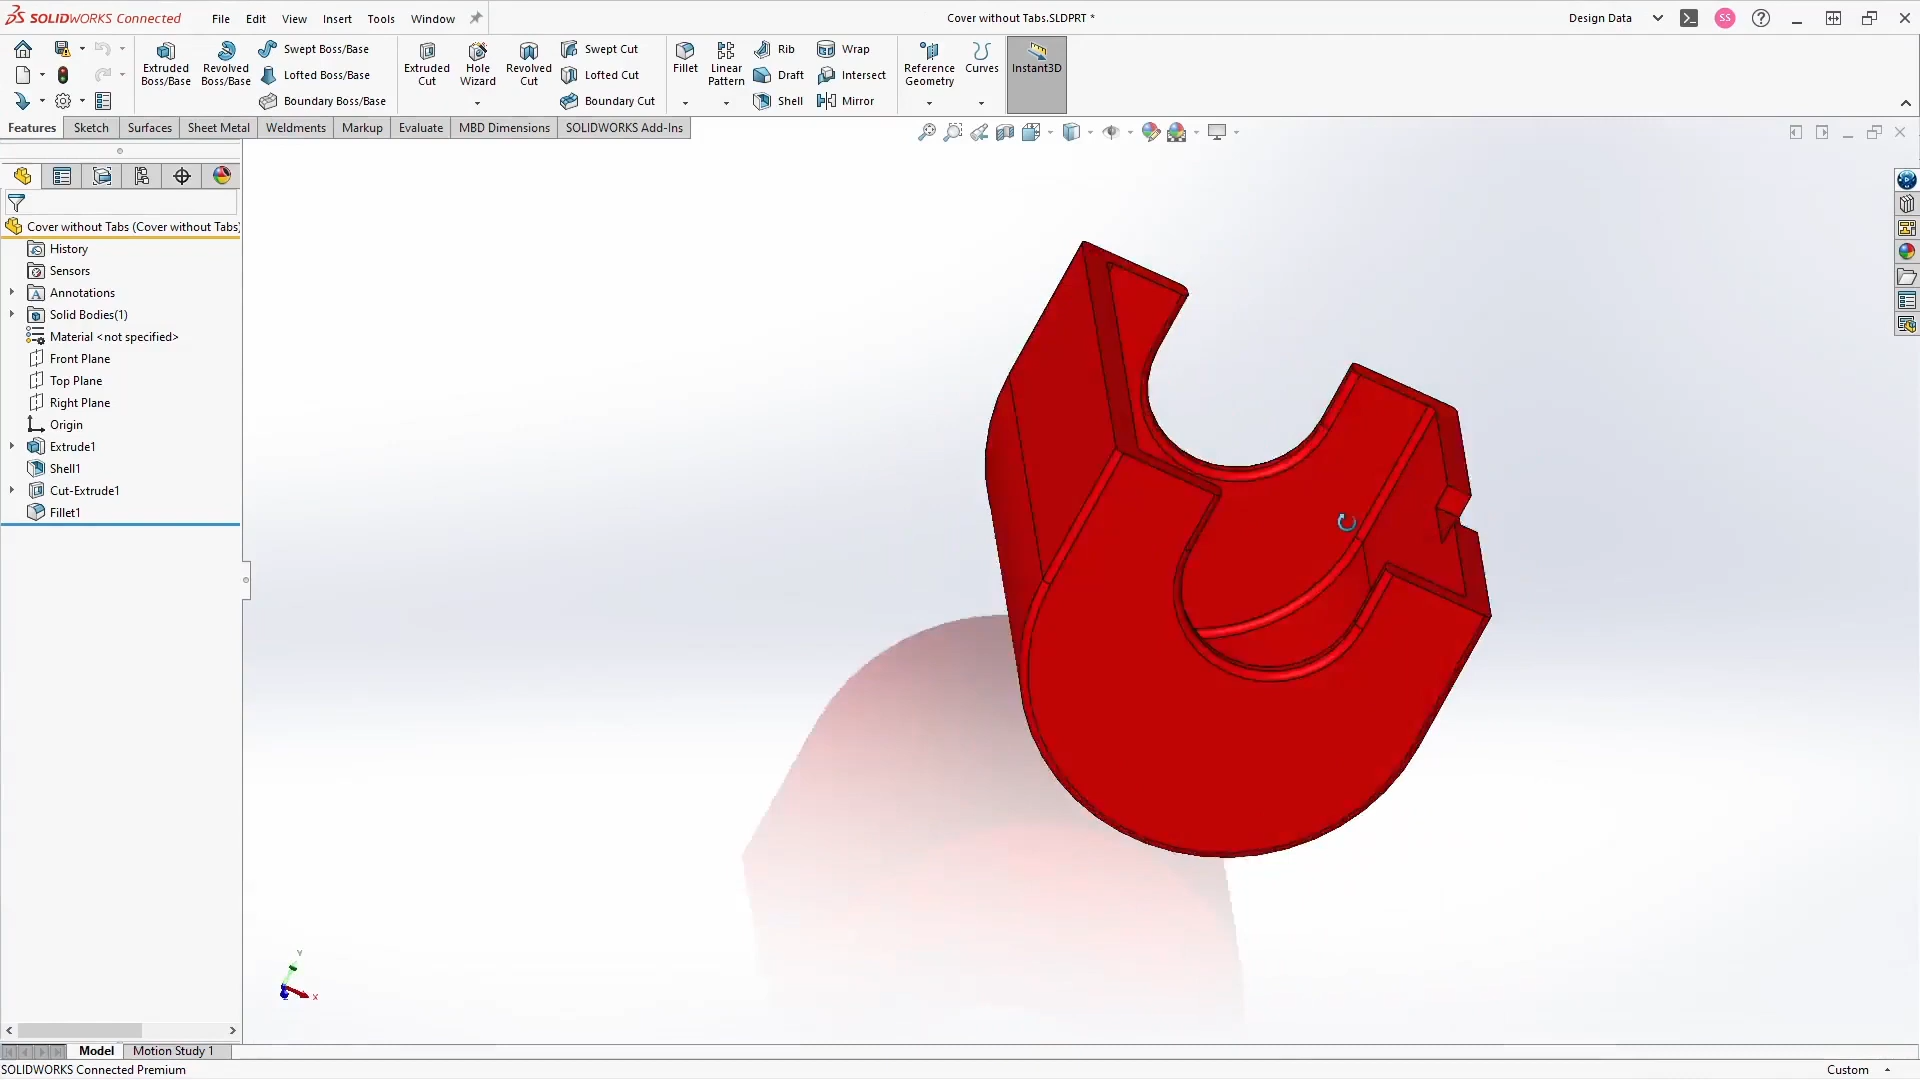 SOLIDWORKS Connected
File
Edit
View
Insert
Tools
Window
Cover without Tabs.SLDPRT *
Design Data
SS
Extruded
Boss/Base
Revolved
Boss/Base
Swept Boss/Base
Lofted Boss/Base
Boundary Boss/Base
Extruded
Cut
Hole
Wizard
Revolved
Cut
Swept Cut
Lofted Cut
Boundary Cut
Fillet
Linear
Pattern
Rib
Draft
Shell
Wrap
Intersect
Mirror
Reference
Geometry
Curves
Instant3D
Features
Sketch
Surfaces
Sheet Metal
Weldments
Markup
Evaluate
MBD Dimensions
SOLIDWORKS Add-Ins
Cover without Tabs (Cover without Tabs)
History
Sensors
Annotations
Solid Bodies(1)
Material <not specified>
Front Plane
Top Plane
Right Plane
Origin
Extrude1
Shell1
Cut-Extrude1
Fillet1
Y
X
Model
Motion Study 1
SOLIDWORKS Connected Premium
Custom